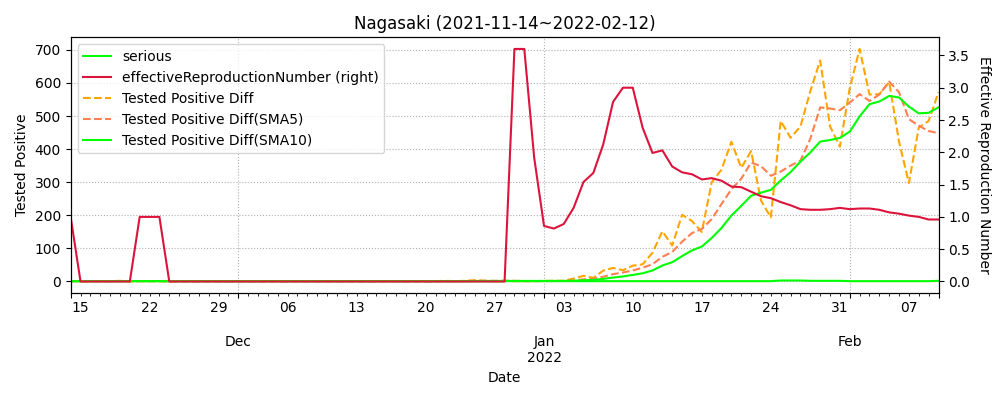 Nagasaki (2021-11-14~2022-02-12)
serious
effectiveReproductionNumber (right)
Tested Positive Diff
Tested Positive Diff(SMA5)
Tested Positive Diff(SMA10)
Tested Positive
700
600
500
400
300
200
100
0
Effective Reproduction Number
3.5
3.0
2.5
2.0
1.5
1.0
0.5
0.0
15 22 29 06 13 20 27 03 10 17 24 31 07
Dec Jan Feb
2022
Date